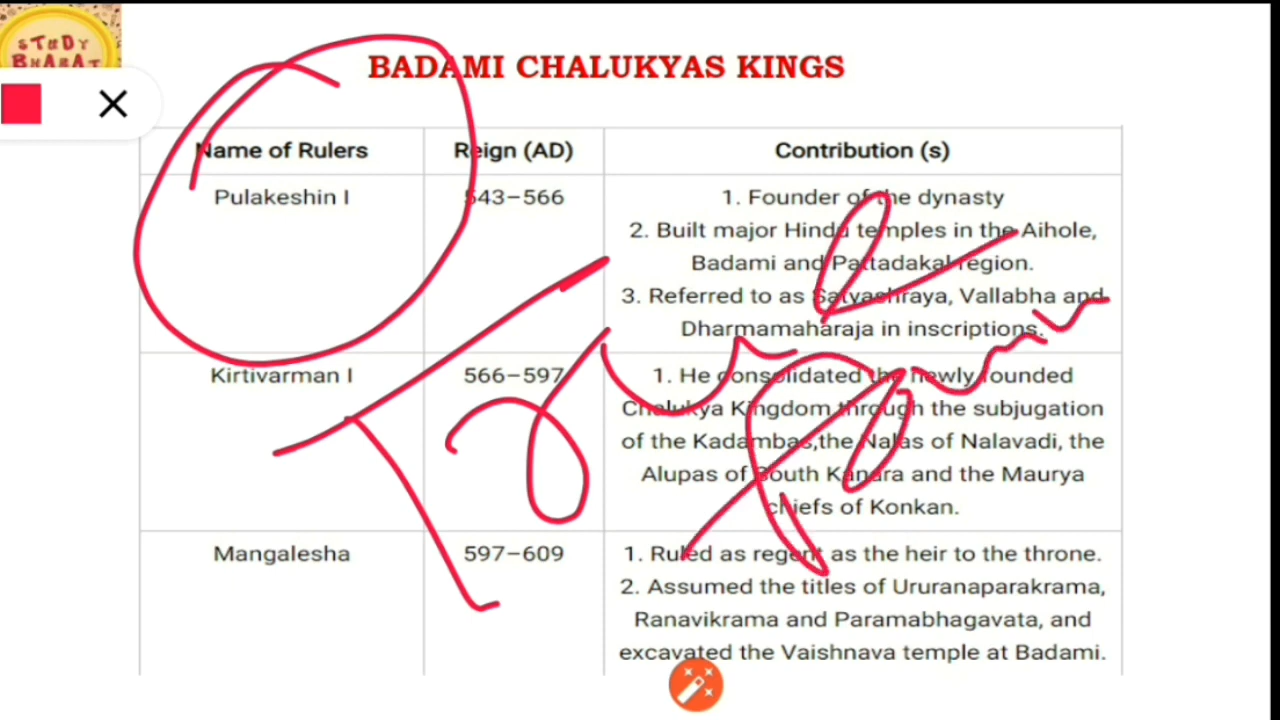 STUDY
BHARAT
BADAMI CHALUKYAS KINGS
Name of Rulers Reign (AD) Contribution (s)
Pulakeshin I 543–566 1. Founder of the dynasty
2. Built major Hindu temples in the Aihole,
Badami and Pattadakal region.
3. Referred to as Satyashraya, Vallabha and
Dharmamaharaja in inscriptions.
Kirtivarman I 566–597 1. He consolidated the newly founded
Chalukya Kingdom through the subjugation
of the Kadambas,the Nalas of Nalavadi, the
Alupas of South Kanara and the Maurya
chiefs of Konkan.
Mangalesha 597–609 1. Ruled as regent as the heir to the throne.
2. Assumed the titles of Ururanaparakrama,
Ranavikrama and Paramabhagavata, and
excavated the Vaishnava temple at Badami.